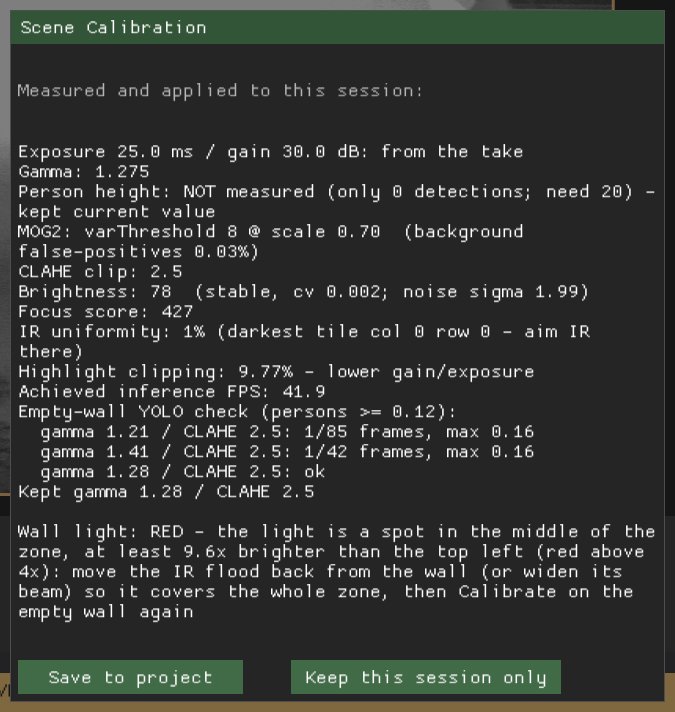 Scene Calibration
Measured and applied to this session:
Exposure 25.0 ms / gain 30.0 dB: from the take
Gamma: 1.275
Person height: NOT measured (only 0 detections; need 20) -
kept current value
MOG2: varThreshold 8 @ scale 0.70  (background
false-positives 0.03%)
CLAHE clip: 2.5
Brightness: 78  (stable, cv 0.002; noise sigma 1.99)
Focus score: 427
IR uniformity: 1% (darkest tile col 0 row 0 - aim IR
there)
Highlight clipping: 9.77% - lower gain/exposure
Achieved inference FPS: 41.9
Empty-wall YOLO check (persons >= 0.12):
  gamma 1.21 / CLAHE 2.5: 1/85 frames, max 0.16
  gamma 1.41 / CLAHE 2.5: 1/42 frames, max 0.16
  gamma 1.28 / CLAHE 2.5: ok
Kept gamma 1.28 / CLAHE 2.5
Wall light: RED - the light is a spot in the middle of the
zone, at least 9.6x brighter than the top left (red above
4x): move the IR flood back from the wall (or widen its
beam) so it covers the whole zone, then Calibrate on the
empty wall again
Save to project
Keep this session only